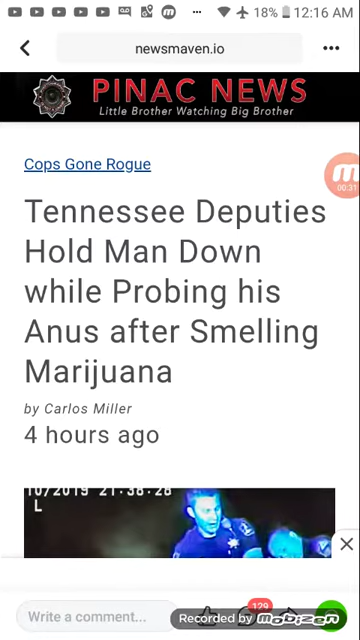 18% 12:16 AM
newsmaven.io
PINAC NEWS
Little Brother Watching Big Brother
Cops Gone Rogue
00:31
Tennessee Deputies
Hold Man Down
while Probing his
Anus after Smelling
Marijuana
by Carlos Miller
4 hours ago
10/2019 21:38:28
L
Write a comment...
129
Recorded by mobizen